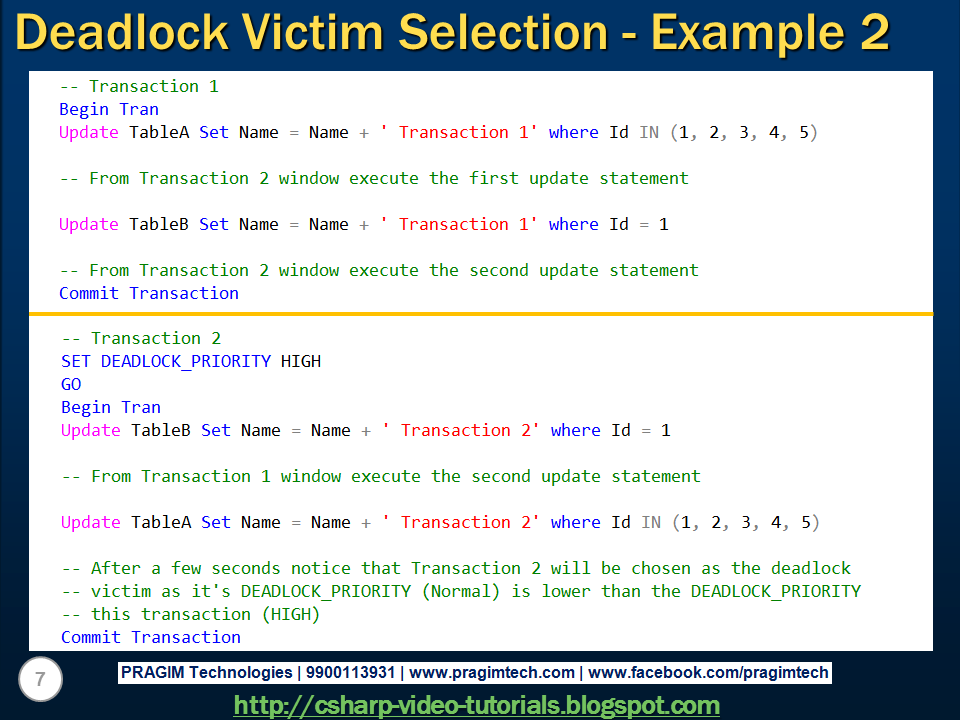 Deadlock Victim Selection - Example 2
-- Transaction 1
Begin Tran
Update TableA Set Name = Name + ' Transaction 1' where Id IN (1, 2, 3, 4, 5)
-- From Transaction 2 window execute the first update statement
Update TableB Set Name = Name + ' Transaction 1' where Id = 1
-- From Transaction 2 window execute the second update statement
Commit Transaction
-- Transaction 2
SET DEADLOCK_PRIORITY HIGH
GO
Begin Tran
Update TableB Set Name = Name + ' Transaction 2' where Id = 1
-- From Transaction 1 window execute the second update statement
Update TableA Set Name = Name + ' Transaction 2' where Id IN (1, 2, 3, 4, 5)
-- After a few seconds notice that Transaction 2 will be chosen as the deadlock
-- victim as it's DEADLOCK_PRIORITY (Normal) is lower than the DEADLOCK_PRIORITY
-- this transaction (HIGH)
Commit Transaction
7
PRAGIM Technologies | 9900113931 | www.pragimtech.com | www.facebook.com/pragimtech
http://csharp-video-tutorials.blogspot.com